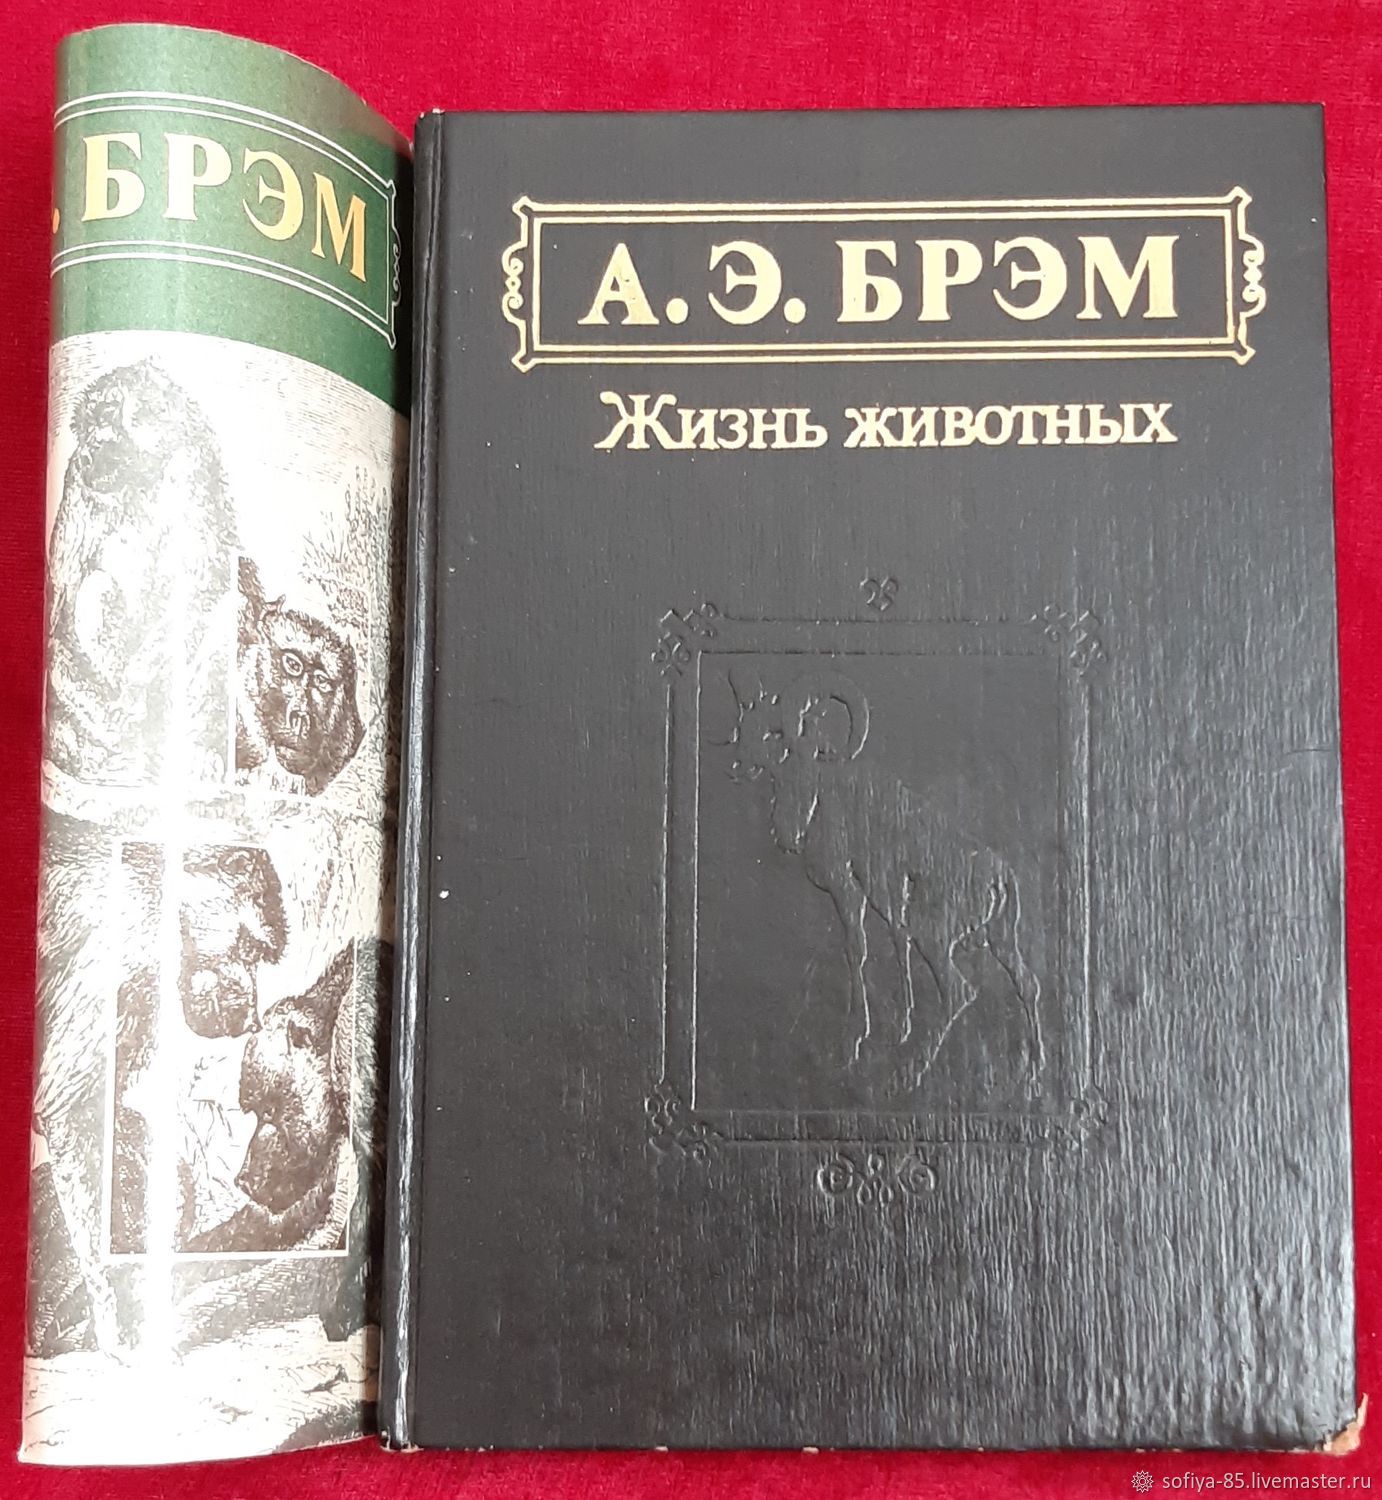 . БРЭМ
А. Э. БРЭМ
Жизнь животных
sofiya-85.livemaster.ru